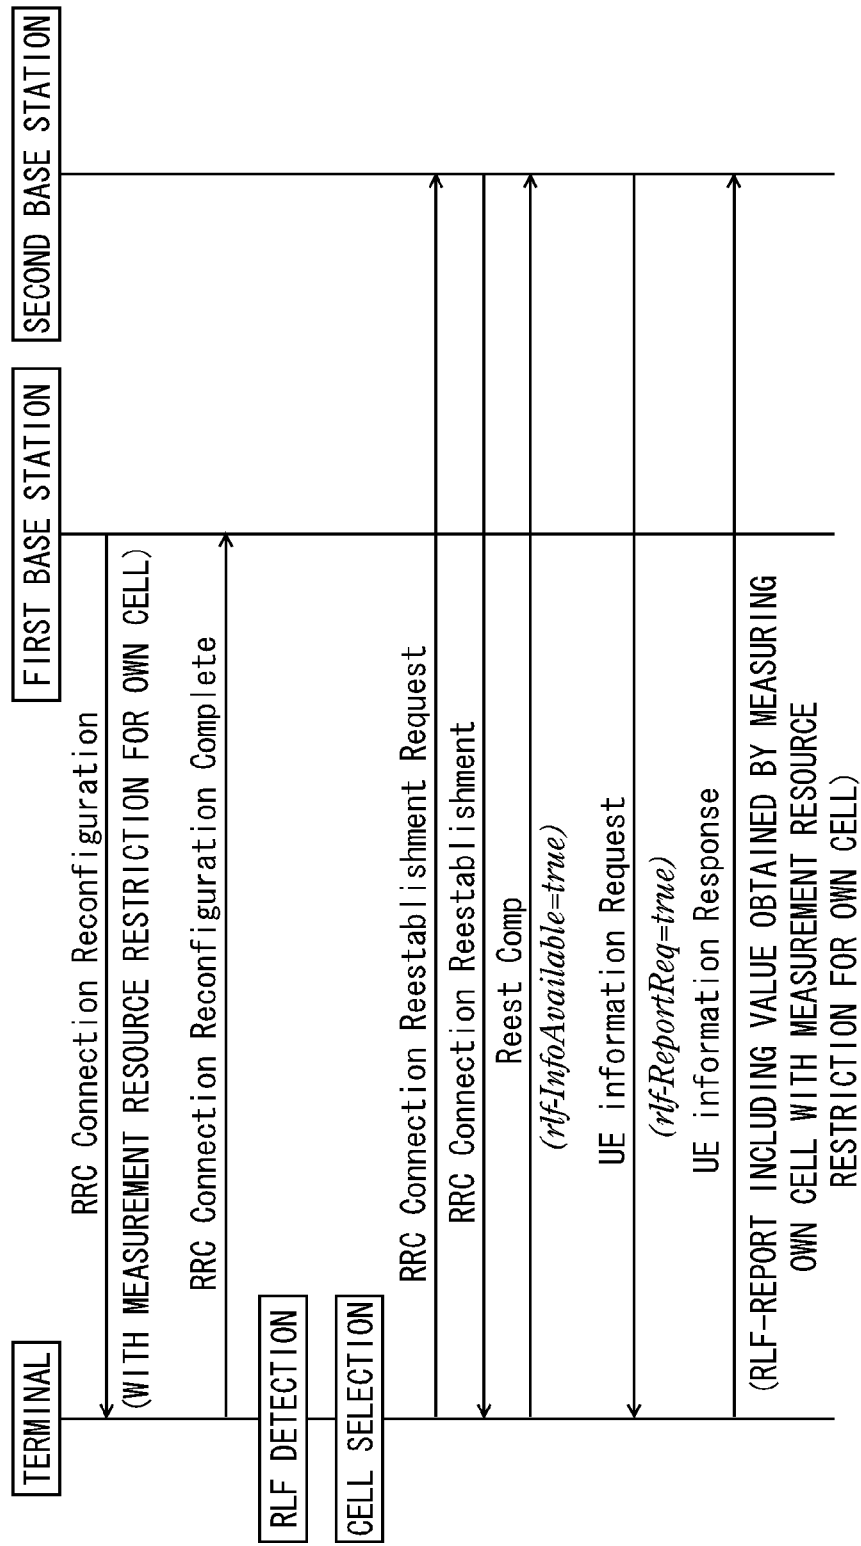 TERMINAL
FIRST BASE STATION
SECOND BASE STATION
RRC Connection Reconfiguration
(WITH MEASUREMENT RESOURCE RESTRICTION FOR OWN CELL)
RRC Connection Reconfiguration Complete
RLF DETECTION
CELL SELECTION
RRC Connection Reestablishment Request
RRC Connection Reestablishment
Reest Comp
(rlf-InfoAvailable=true)
UE information Request
(rlf-ReportReq=true)
UE information Response
(RLF-REPORT INCLUDING VALUE OBTAINED BY MEASURING
OWN CELL WITH MEASUREMENT RESOURCE
RESTRICTION FOR OWN CELL)